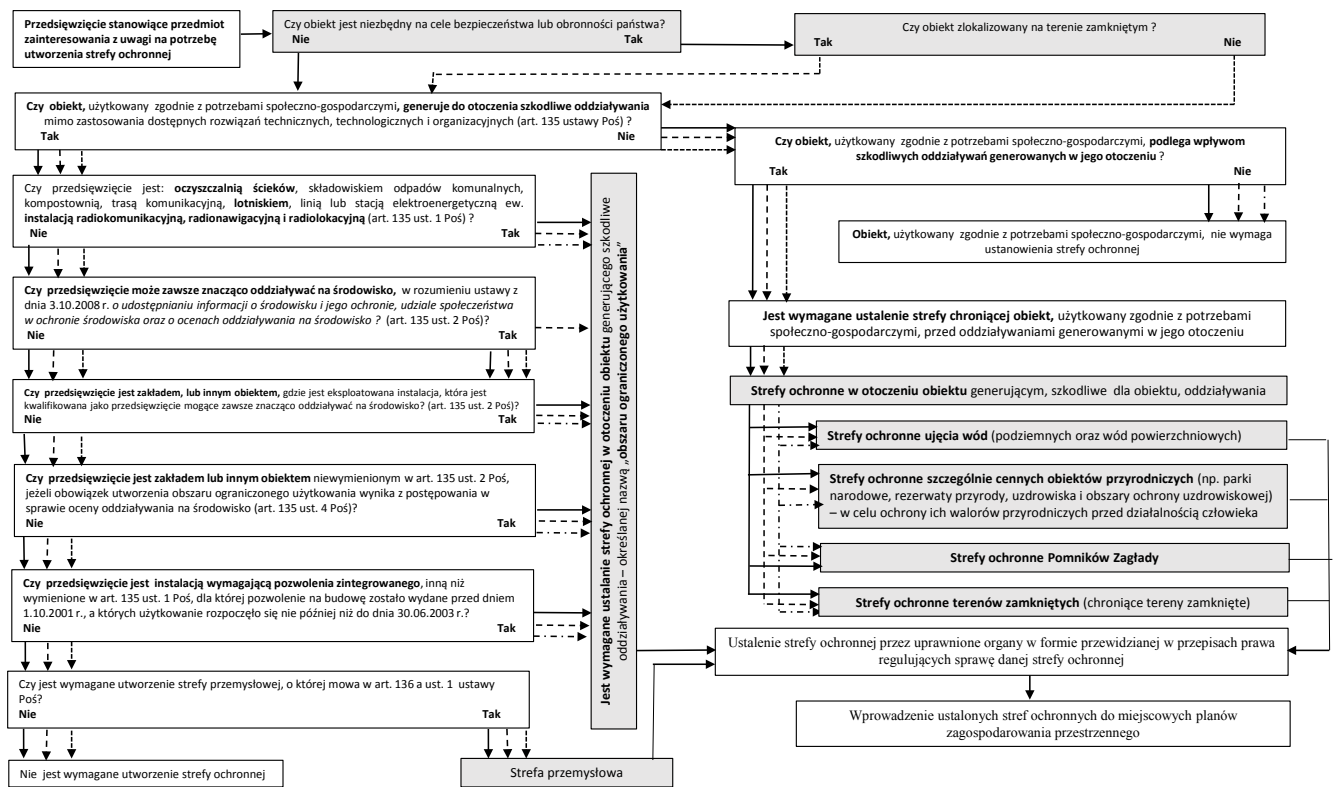 Przedsięwzięcie stanowiące przedmiot
zainteresowania z uwagi na potrzebę
utworzenia strefy ochronnej
Czy obiekt jest niezbędny na cele bezpieczeństwa lub obronności państwa?
Nie Tak
Czy obiekt zlokalizowany na terenie zamkniętym ?
Tak Nie
Czy obiekt, użytkowany zgodnie z potrzebami społeczno-gospodarczymi, generuje do otoczenia szkodliwe oddziaływania
mimo zastosowania dostępnych rozwiązań technicznych, technologicznych i organizacyjnych (art. 135 ustawy Poś) ?
Tak Nie
Czy obiekt, użytkowany zgodnie z potrzebami społeczno-gospodarczymi, podlega wpływom
szkodliwych oddziaływań generowanych w jego otoczeniu ?
Tak Nie
Czy przedsięwzięcie jest: oczyszczalnią ścieków, składowiskiem odpadów komunalnych,
kompostownią, trasą komunikacyjną, lotniskiem, linią lub stacją elektroenergetyczną ew.
instalacją radiokomunikacyjną, radionawigacyjną i radiolokacyjną (art. 135 ust. 1 Poś) ?
Nie Tak
Obiekt, użytkowany zgodnie z potrzebami społeczno-gospodarczymi, nie wymaga
ustanowienia strefy ochronnej
Czy przedsięwzięcie może zawsze znacząco oddziaływać na środowisko, w rozumieniu ustawy z
dnia 3.10.2008 r. o udostępnianiu informacji o środowisku i jego ochronie, udziale społeczeństwa
w ochronie środowiska oraz o ocenach oddziaływania na środowisko ? (art. 135 ust. 2 Poś)?
Nie Tak
Jest wymagane ustalenie strefy chroniącej obiekt, użytkowany zgodnie z potrzebami
społeczno-gospodarczymi, przed oddziaływaniami generowanymi w jego otoczeniu
Czy przedsięwzięcie jest zakładem, lub innym obiektem, gdzie jest eksploatowana instalacja, która jest
kwalifikowana jako przedsięwzięcie mogące zawsze znacząco oddziaływać na środowisko? (art. 135 ust. 2 Poś)?
Nie Tak
Strefy ochronne w otoczeniu obiektu generującym, szkodliwe dla obiektu, oddziaływania
Strefy ochronne ujęcia wód (podziemnych oraz wód powierzchniowych)
Czy przedsięwzięcie jest zakładem lub innym obiektem niewymienionym w art. 135 ust. 2 Poś,
jeżeli obowiązek utworzenia obszaru ograniczonego użytkowania wynika z postępowania w
sprawie oceny oddziaływania na środowisko (art. 135 ust. 4 Poś)?
Nie Tak
Strefy ochronne szczególnie cennych obiektów przyrodniczych (np. parki
narodowe, rezerwaty przyrody, uzdrowiska i obszary ochrony uzdrowiskowej)
– w celu ochrony ich walorów przyrodniczych przed działalnością człowieka
Strefy ochronne Pomników Zagłady
Czy przedsięwzięcie jest instalacją wymagającą pozwolenia zintegrowanego, inną niż
wymienione w art. 135 ust. 1 Poś, dla której pozwolenie na budowę zostało wydane przed dniem
1.10.2001 r., a których użytkowanie rozpoczęło się nie później niż do dnia 30.06.2003 r.?
Nie Tak
Strefy ochronne terenów zamkniętych (chroniące tereny zamknięte)
Jest wymagane ustalanie strefy ochronnej w otoczeniu obiektu generującego szkodliwe
oddziaływania – określanej nazwą „obszaru ograniczonego użytkowania”
Ustalenie strefy ochronnej przez uprawnione organy w formie przewidzianej w przepisach prawa
regulujących sprawę danej strefy ochronnej
Czy jest wymagane utworzenie strefy przemysłowej, o której mowa w art. 136 a ust. 1 ustawy
Poś?
Nie Tak
Wprowadzenie ustalonych stref ochronnych do miejscowych planów
zagospodarowania przestrzennego
Nie jest wymagane utworzenie strefy ochronnej
Strefa przemysłowa